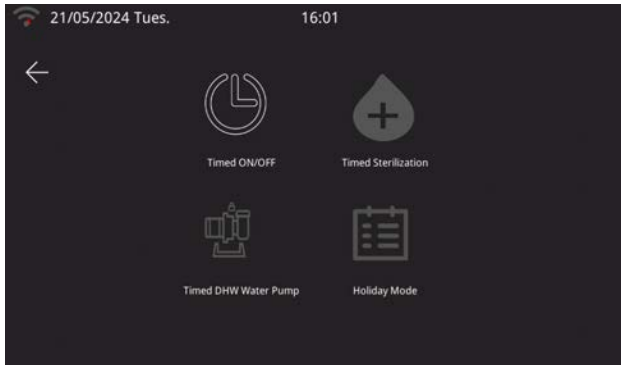 21/05/2024 Tues. 16:01
Timed ON/OFF Timed Sterilization
Timed DHW Water Pump Holiday Mode